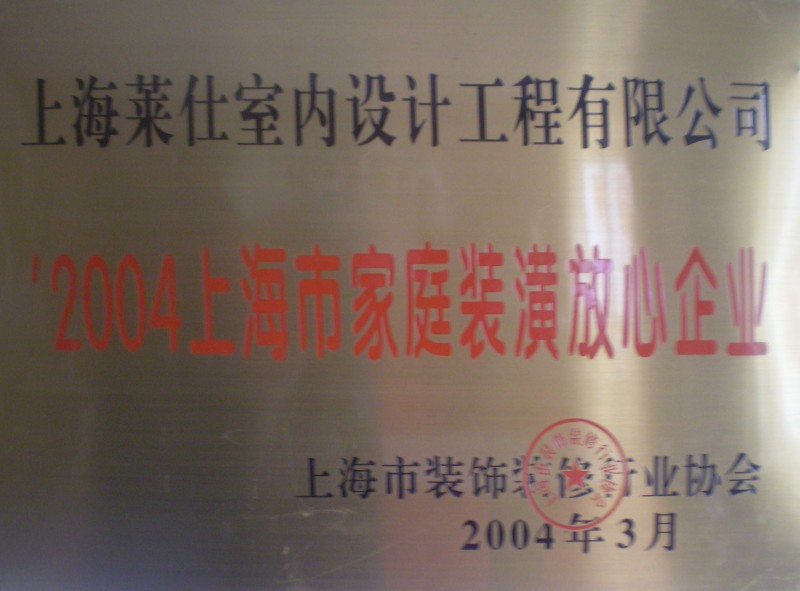 上海莱仕室内设计工程有限公司
'2004上海市家庭装潢放心企业
上海市装饰装修行业协会
2004年3月